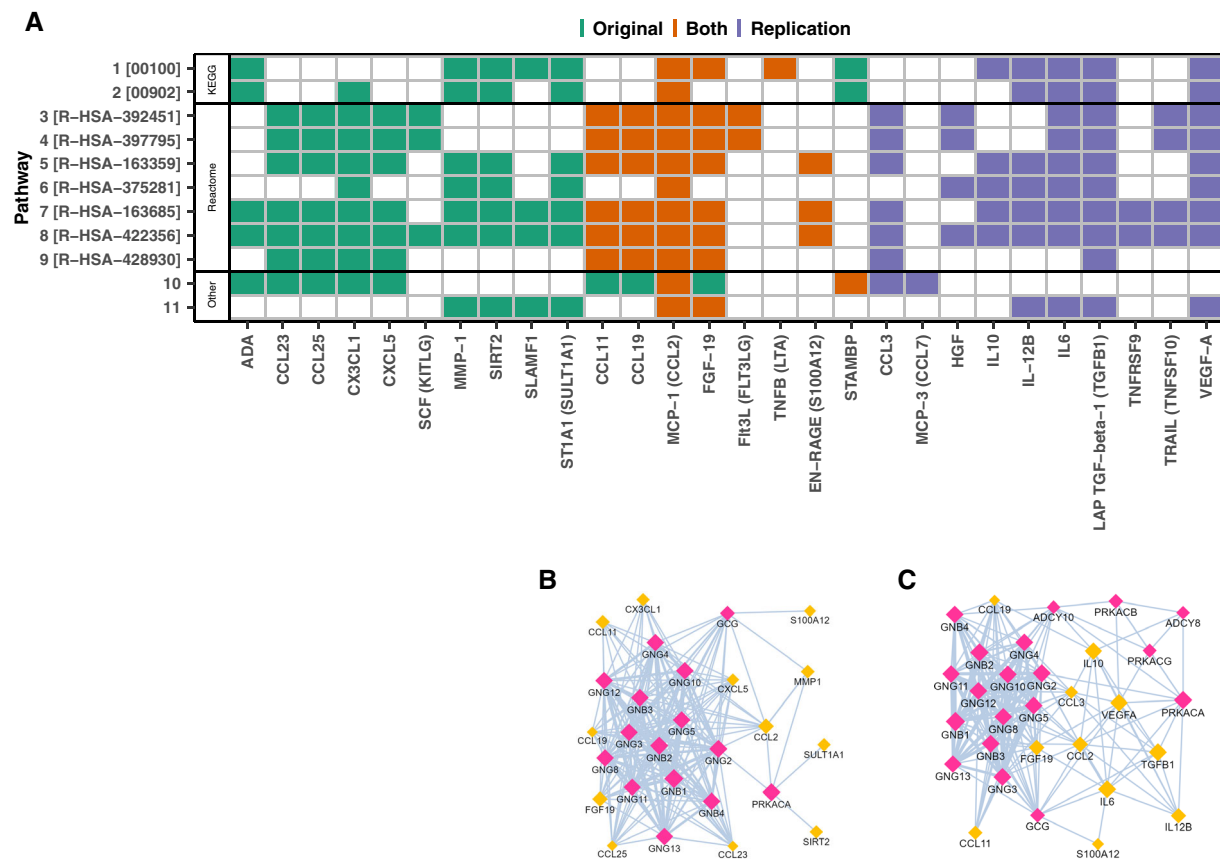 A
Original Both Replication
Pathway
KEGG
Reactome
Other
1 [00100]
2 [00902]
3 [R−HSA−392451]
4 [R−HSA−397795]
5 [R−HSA−163359]
6 [R−HSA−375281]
7 [R−HSA−163685]
8 [R−HSA−422356]
9 [R−HSA−428930]
10
11
ADA
CCL23
CCL25
CX3CL1
CXCL5
SCF (KITLG)
MMP−1
SIRT2
SLAMF1
ST1A1 (SULT1A1)
CCL11
CCL19
MCP−1 (CCL2)
FGF−19
Flt3L (FLT3LG)
TNFB (LTA)
EN−RAGE (S100A12)
STAMBP
CCL3
MCP−3 (CCL7)
HGF
IL10
IL−12B
IL6
LAP TGF−beta−1 (TGFB1)
TNFRSF9
TRAIL (TNFSF10)
VEGF−A
B
CX3CL1
GCG
S100A12
CCL11
GNG4
GNG10
MMP1
GNG12
CXCL5
GNB3
GNG5
CCL2
CCL19
GNG3
GNB2
GNG2
SULT1A1
GNG8
GNB1
PRKACA
GNG11
FGF19
GNB4
SIRT2
GNG13
CCL25
CCL23
C
CCL19
PRKACB
ADCY10
ADCY8
GNB4
GNG4
GNB2
IL10
PRKACG
GNG11
GNG10
GNG2
GNG12
CCL3
VEGFA
PRKACA
GNG5
GNG8
GNB1
GNB3
FGF19
CCL2
TGFB1
GNG13
GNG3
IL6
GCG
IL12B
CCL11
S100A12